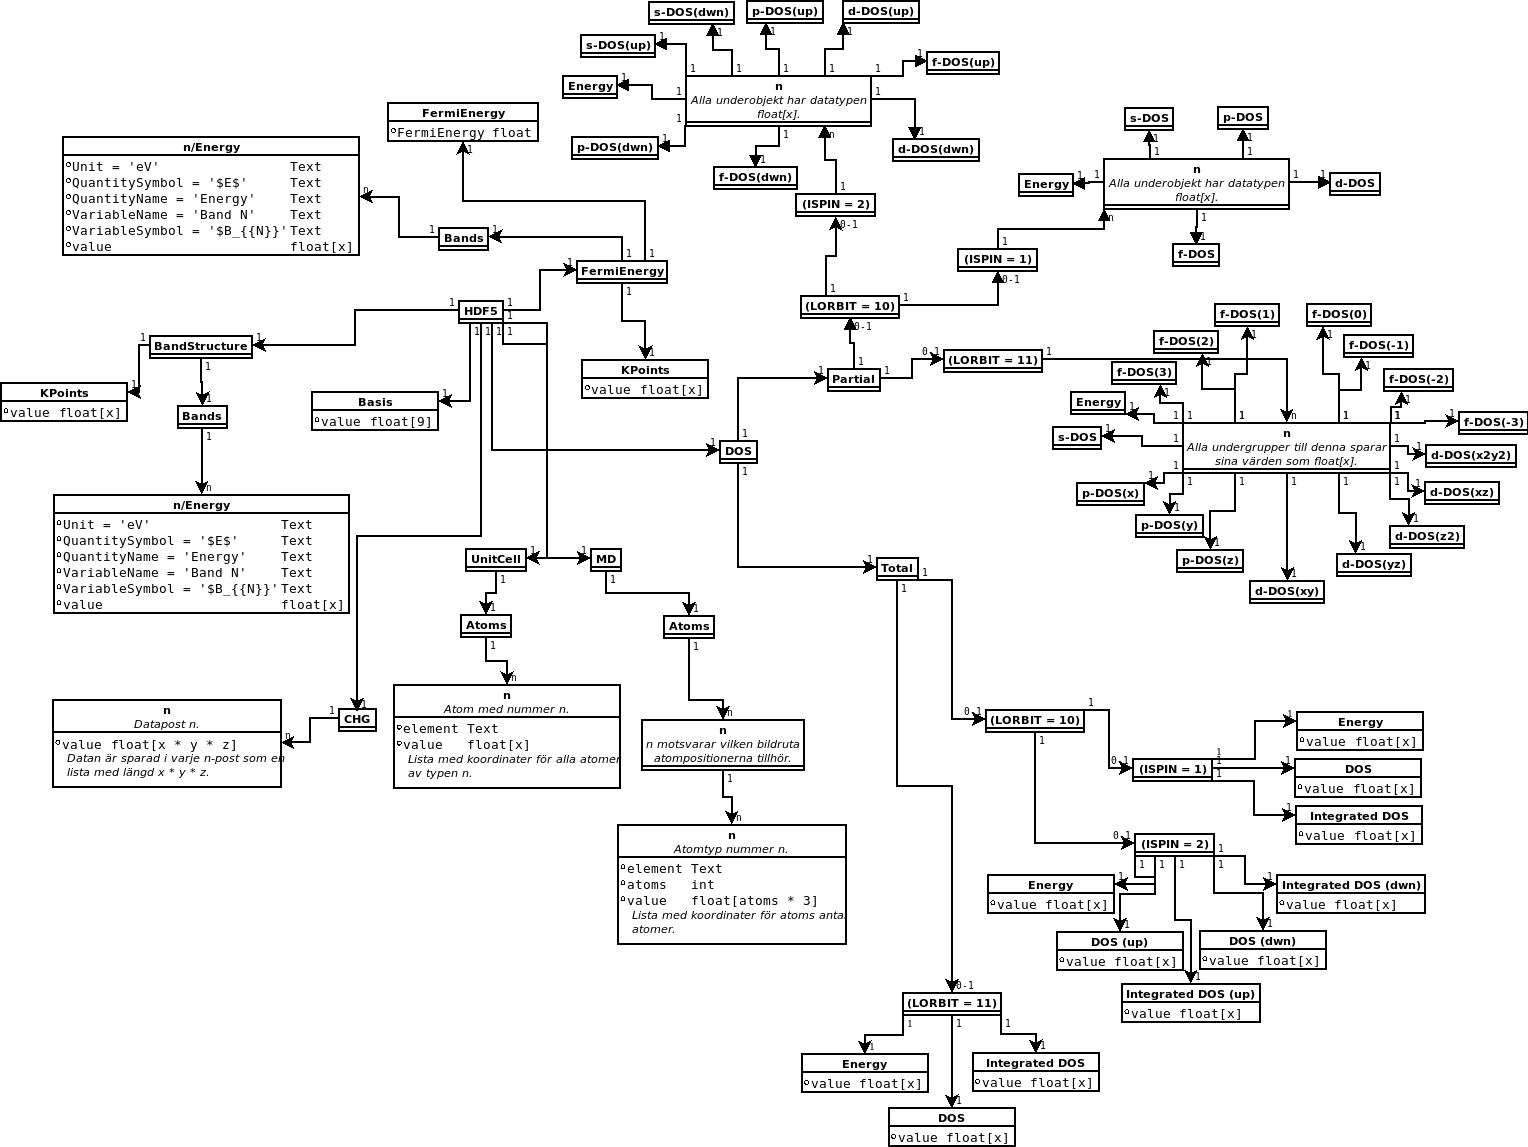 s-DOS(dwn)
p-DOS(up)
d-DOS(up)
s-DOS(up)
f-DOS(up)
Energy
n
Alla underobjekt har datatypen
float[x].
p-DOS(dwn)
d-DOS(dwn)
f-DOS(dwn)
(ISPIN = 2)
FermiEnergy
FermiEnergy float
n/Energy
Unit = 'eV' Text
QuantitySymbol = '$E$' Text
QuantityName = 'Energy' Text
VariableName = 'Band N' Text
VariableSymbol = '$B_{{N}}' Text
value float[x]
Bands
FermiEnergy
s-DOS
p-DOS
Energy
n
Alla underobjekt har datatypen
float[x].
d-DOS
f-DOS
(ISPIN = 1)
(LORBIT = 10)
HDF5
BandStructure
KPoints
value float[x]
Bands
Basis
value float[9]
KPoints
value float[x]
Partial
(LORBIT = 11)
f-DOS(1)
f-DOS(0)
f-DOS(2)
f-DOS(-1)
f-DOS(3)
f-DOS(-2)
Energy
f-DOS(-3)
s-DOS
n
Alla undergrupper till denna sparar
sina värden som float[x].
d-DOS(x2y2)
p-DOS(x)
d-DOS(xz)
p-DOS(y)
d-DOS(z2)
p-DOS(z)
d-DOS(yz)
d-DOS(xy)
DOS
n/Energy
Unit = 'eV' Text
QuantitySymbol = '$E$' Text
QuantityName = 'Energy' Text
VariableName = 'Band N' Text
VariableSymbol = '$B_{{N}}' Text
value float[x]
UnitCell
MD
Total
Atoms
Atoms
n
Datapost n.
value float[x * y * z]
Datan är sparad i varje n-post som en
lista med längd x * y * z.
CHG
n
Atom med nummer n.
element Text
value float[x]
Lista med koordinater för alla atomer
av typen n.
n
n motsvarar vilken bildruta
atompositionerna tillhör.
n
Atomtyp nummer n.
element Text
atoms int
value float[atoms * 3]
Lista med koordinater för atoms antal
atomer.
(LORBIT = 10)
(ISPIN = 1)
Energy
value float[x]
DOS
value float[x]
Integrated DOS
value float[x]
(ISPIN = 2)
Energy
value float[x]
Integrated DOS (dwn)
value float[x]
DOS (up)
value float[x]
DOS (dwn)
value float[x]
Integrated DOS (up)
value float[x]
(LORBIT = 11)
Energy
value float[x]
Integrated DOS
value float[x]
DOS
value float[x]